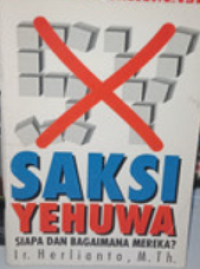 SAKSI
YEHUWA
SIAPA DAN BAGAIMANA MEREKA?
Ir. Herlianto, M.Th.